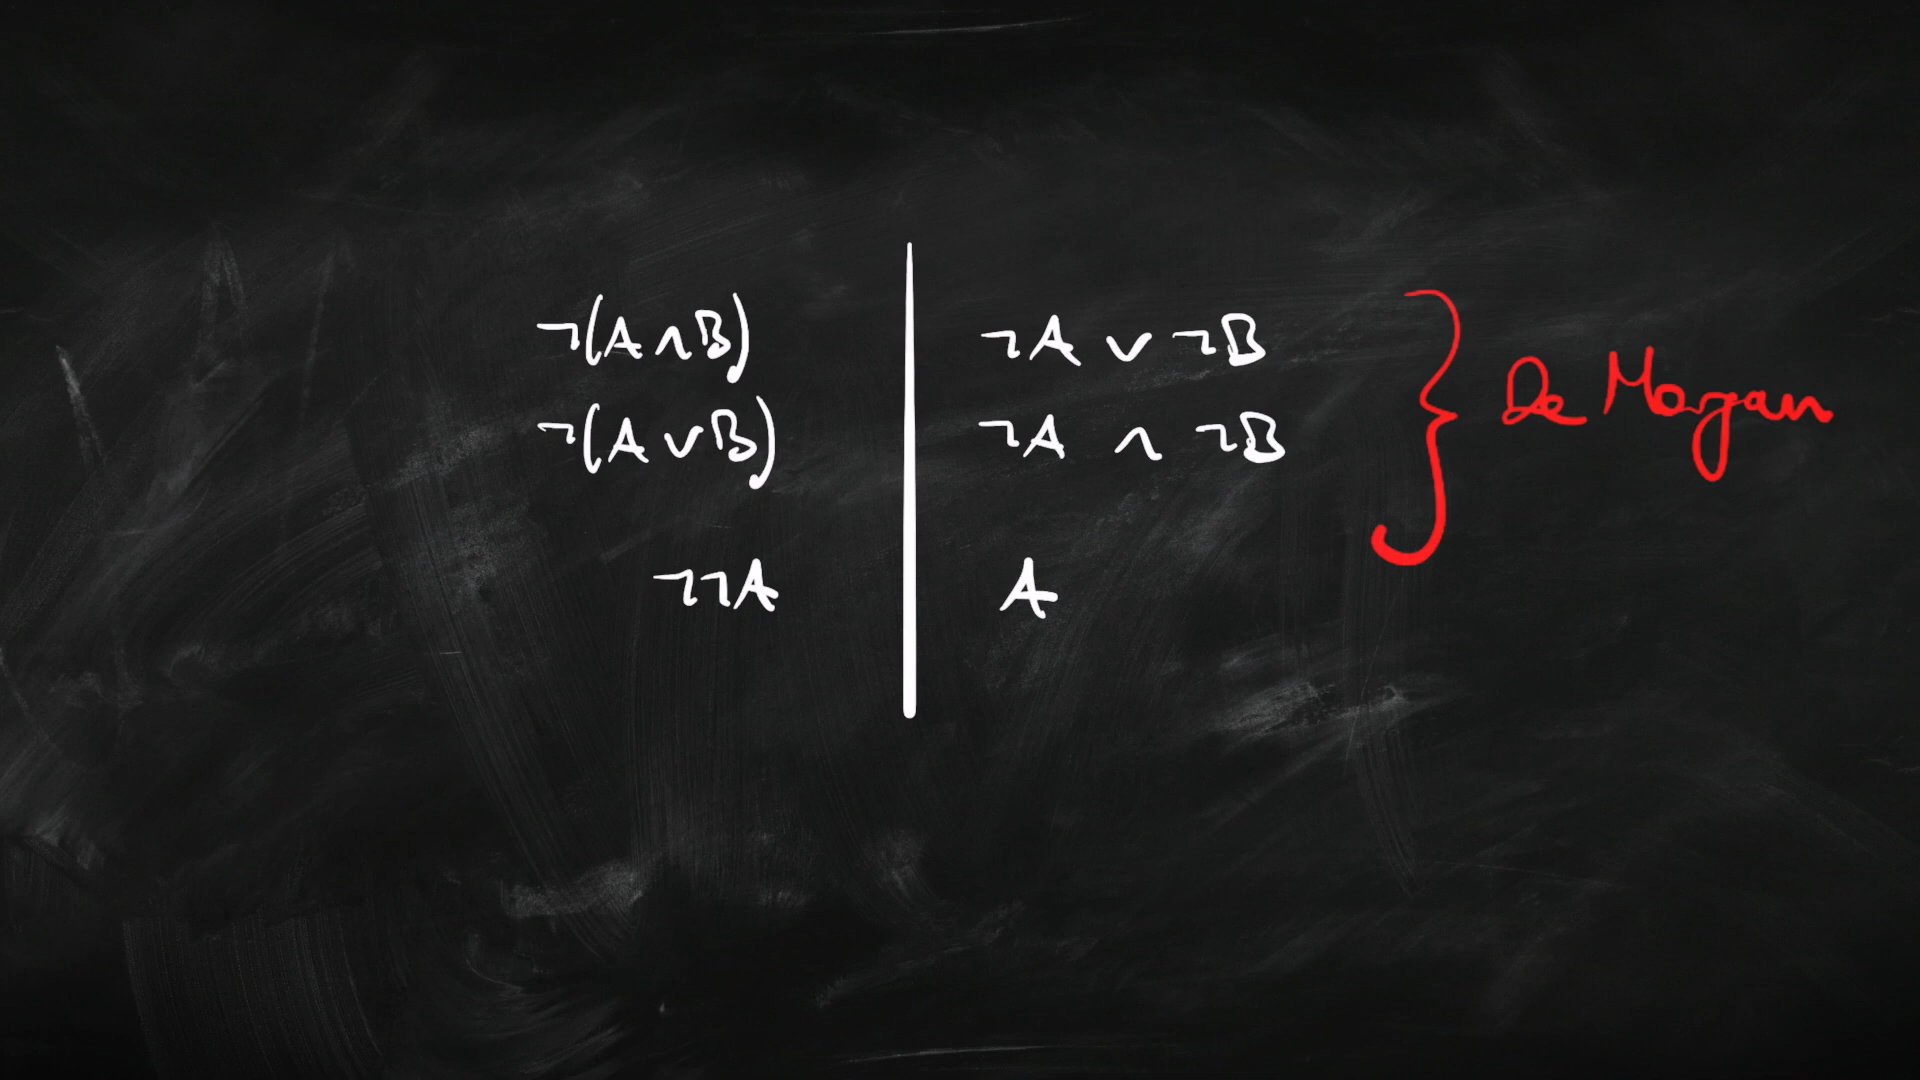 ¬(A ∧ B) ¬A ∨ ¬B
¬(A ∨ B) ¬A ∧ ¬B
De Morgan
¬¬A A